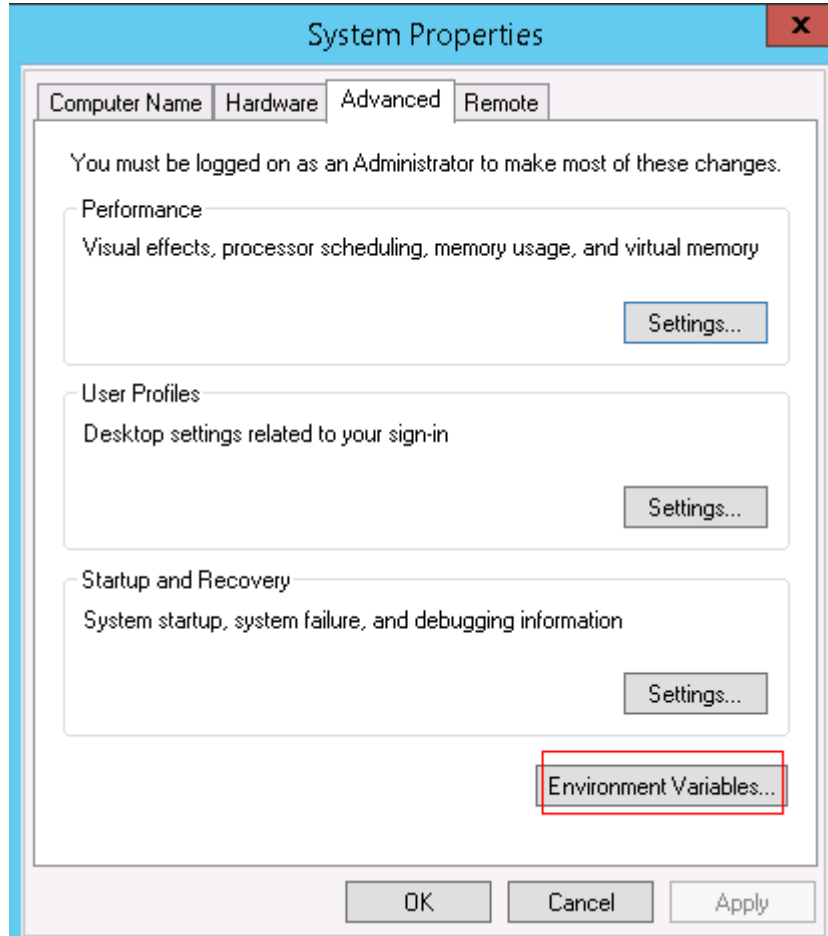 System Properties
x
Computer Name Hardware Advanced Remote
You must be logged on as an Administrator to make most of these changes.
Performance
Visual effects, processor scheduling, memory usage, and virtual memory
Settings...
User Profiles
Desktop settings related to your sign-in
Settings...
Startup and Recovery
System startup, system failure, and debugging information
Settings...
Environment Variables...
OK Cancel Apply